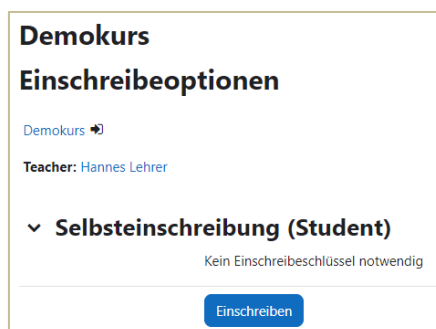 Demokurs
Einschreibeoptionen
Demokurs
Teacher: Hannes Lehrer
Selbsteinschreibung (Student)
Kein Einschreibeschlüssel notwendig
Einschreiben